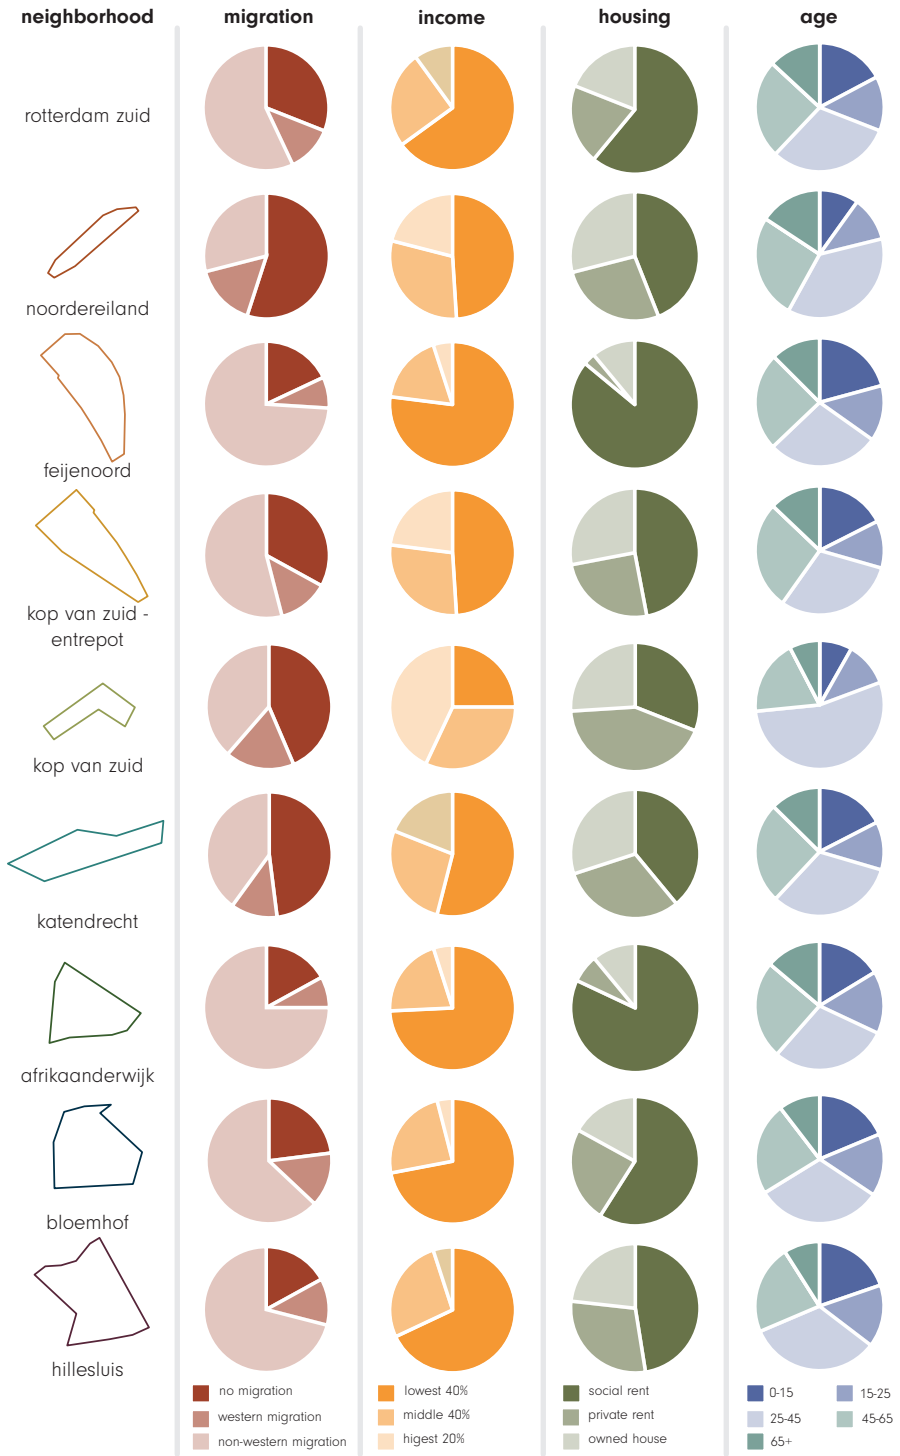 neighborhood migration income housing age
rotterdam zuid
noordereiland
feijenoord
kop van zuid -
entrepot
kop van zuid
katendrecht
afrikaanderwijk
bloemhof
hillesluis
no migration
western migration
non-western migration
lowest 40%
middle 40%
higest 20%
social rent
private rent
owned house
0-15
15-25
25-45
45-65
65+